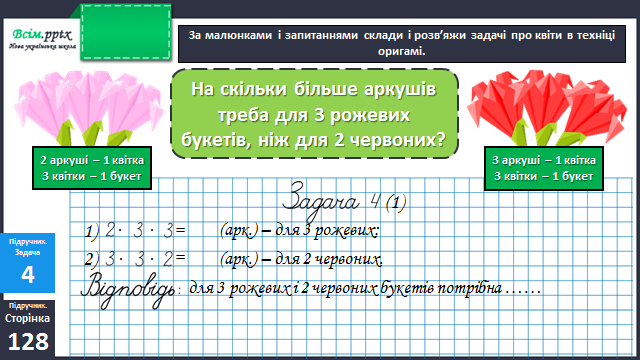 Всім.pptx
Нова українська школа
За малюнками і запитаннями склади і розв’яжи задачі про квіти в техніці
оригамі.
На скільки більше аркушів
треба для 3 рожевих
букетів, ніж для 2 червоних?
2 аркуші – 1 квітка
3 квітки – 1 букет
3 аркуші – 1 квітка
3 квітки – 1 букет
Задача 4 (1)
1) 2 · 3 · 3 = (арк.) – для 3 рожевих;
2) 3 · 3 · 2 = (арк.) – для 2 червоних.
Відповідь: для 3 рожевих і 2 червоних букетів потрібна ……
Підручник.
Задача
4
Підручник.
Сторінка
128